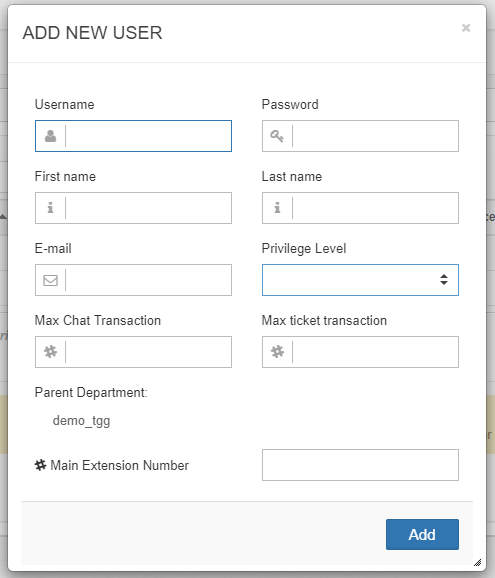 ADD NEW USER ×
Username Password
First name Last name
E-mail Privilege Level
Max Chat Transaction Max ticket transaction
Parent Department:
demo_tgg
Main Extension Number
Add